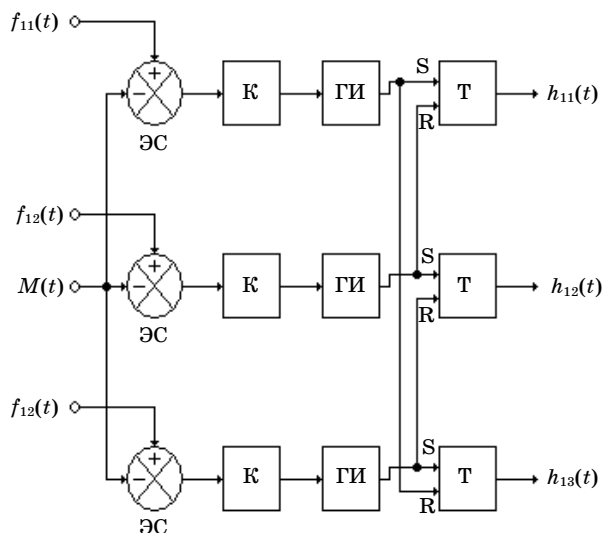 f11(t)
+
−
ЭС
К
ГИ
S
R
Т
h11(t)
f12(t)
M(t)
+
−
ЭС
К
ГИ
S
R
Т
h12(t)
f12(t)
+
−
ЭС
К
ГИ
S
R
Т
h13(t)